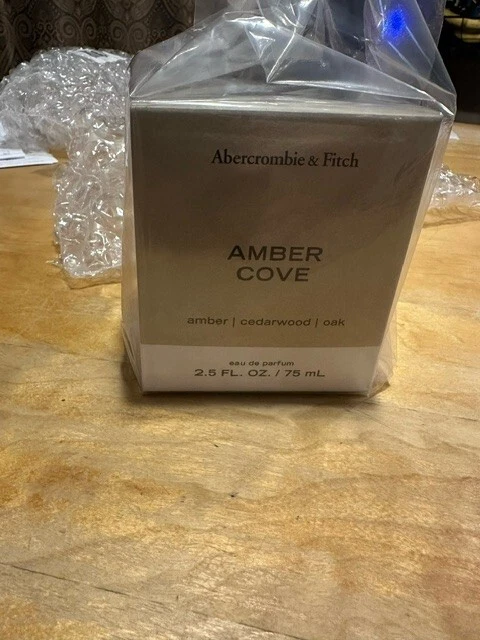 Abercrombie & Fitch
AMBER
COVE
amber | cedarwood | oak
eau de parfum
2.5 FL. OZ. / 75 mL